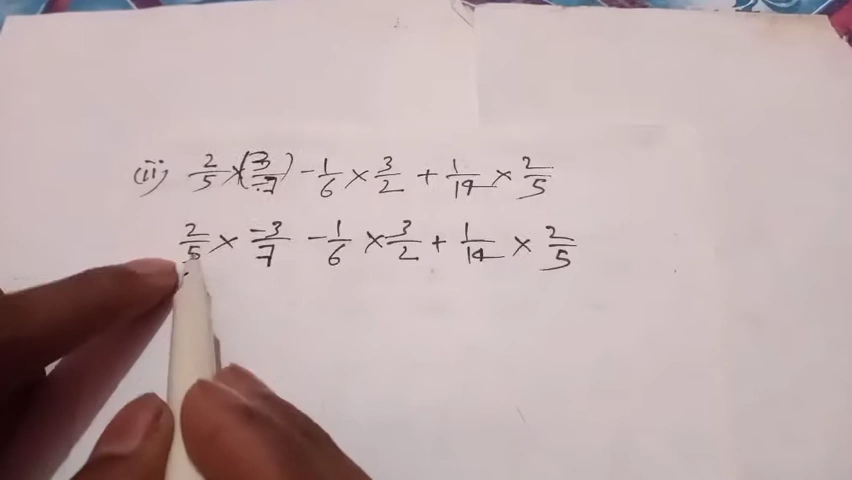 (ii) 2/5 × (3/-7) - 1/6 × 3/2 + 1/14 × 2/5
2/5 × -3/7 - 1/6 × 3/2 + 1/14 × 2/5